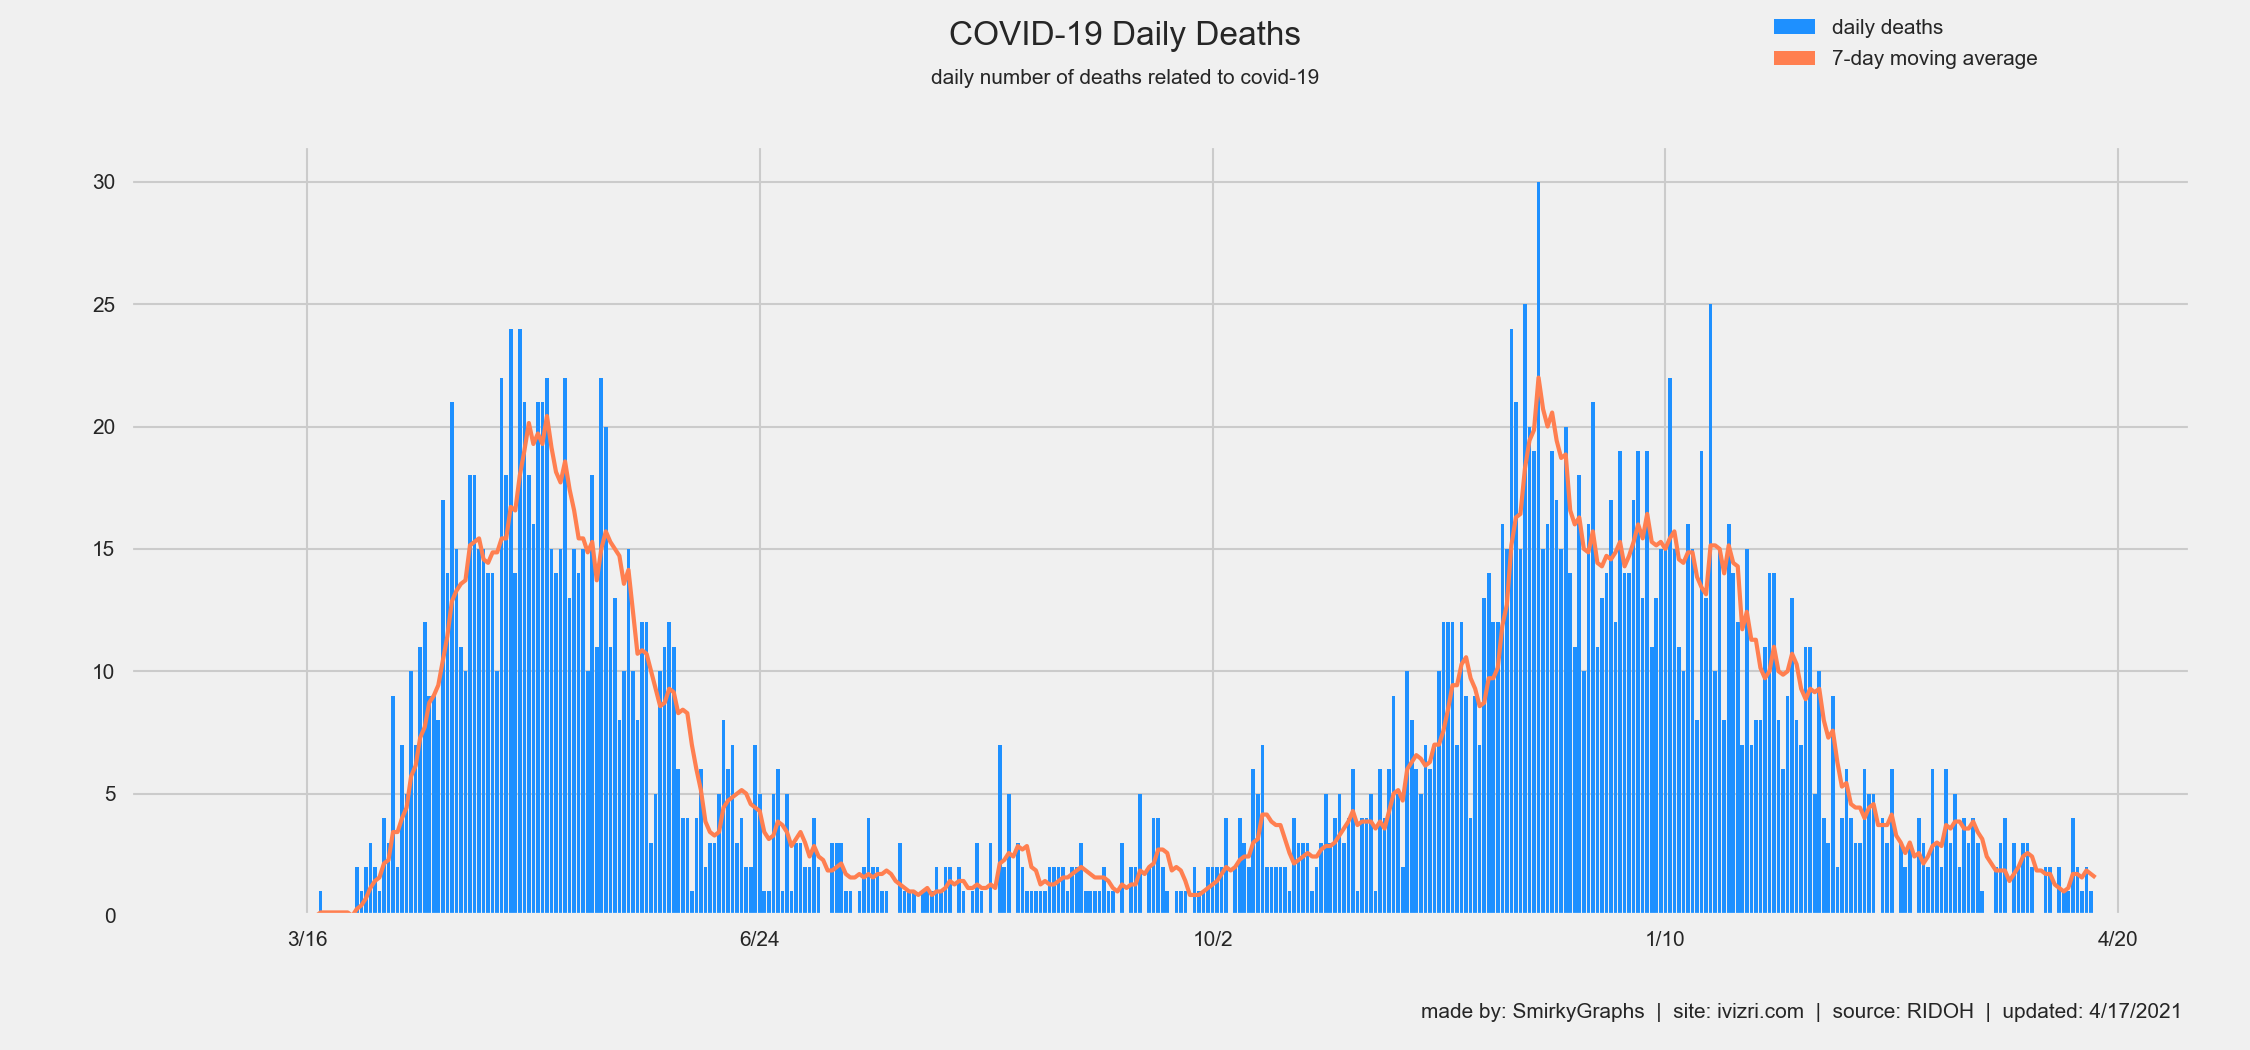 COVID-19 Daily Deaths
daily number of deaths related to covid-19
daily deaths
7-day moving average
30
25
20
15
10
5
0
3/16 6/24 10/2 1/10 4/20
made by: SmirkyGraphs | site: ivizri.com | source: RIDOH | updated: 4/17/2021